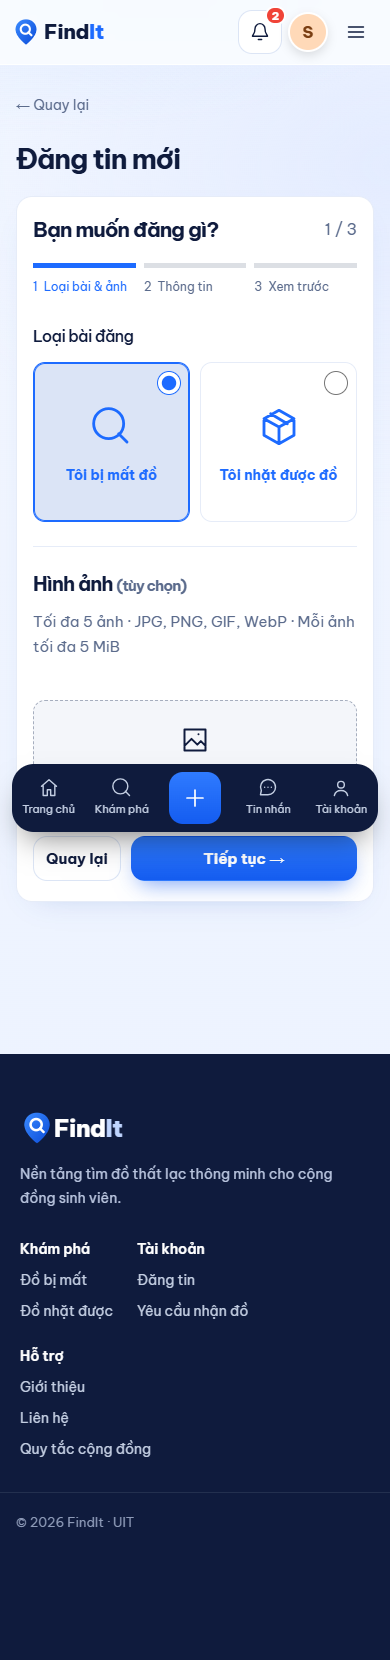 FindIt
2
S
← Quay lại
Đăng tin mới
Bạn muốn đăng gì?
1 / 3
1 Loại bài & ảnh
2 Thông tin
3 Xem trước
Loại bài đăng
Tôi bị mất đồ
Tôi nhặt được đồ
Hình ảnh (tùy chọn)
Tối đa 5 ảnh · JPG, PNG, GIF, WebP · Mỗi ảnh
tối đa 5 MiB
Trang chủ
Khám phá
Tin nhắn
Tài khoản
Quay lại
Tiếp tục →
FindIt
Nền tảng tìm đồ thất lạc thông minh cho cộng
đồng sinh viên.
Khám phá
Đồ bị mất
Đồ nhặt được
Tài khoản
Đăng tin
Yêu cầu nhận đồ
Hỗ trợ
Giới thiệu
Liên hệ
Quy tắc cộng đồng
© 2026 FindIt · UIT